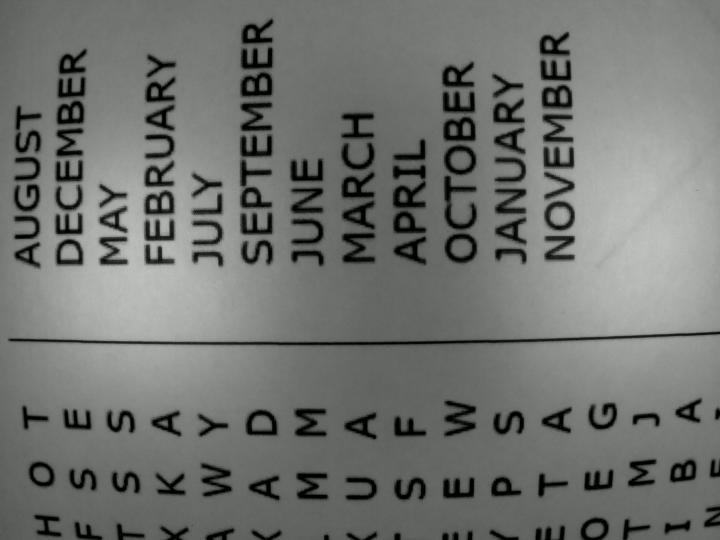 H O T
F S E
T S S
K A
W Y
A D
M M
U A
S F
E W
P S
E T A
O E G
T M J
I B A
N E
AUGUST
DECEMBER
MAY
FEBRUARY
JULY
SEPTEMBER
JUNE
MARCH
APRIL
OCTOBER
JANUARY
NOVEMBER